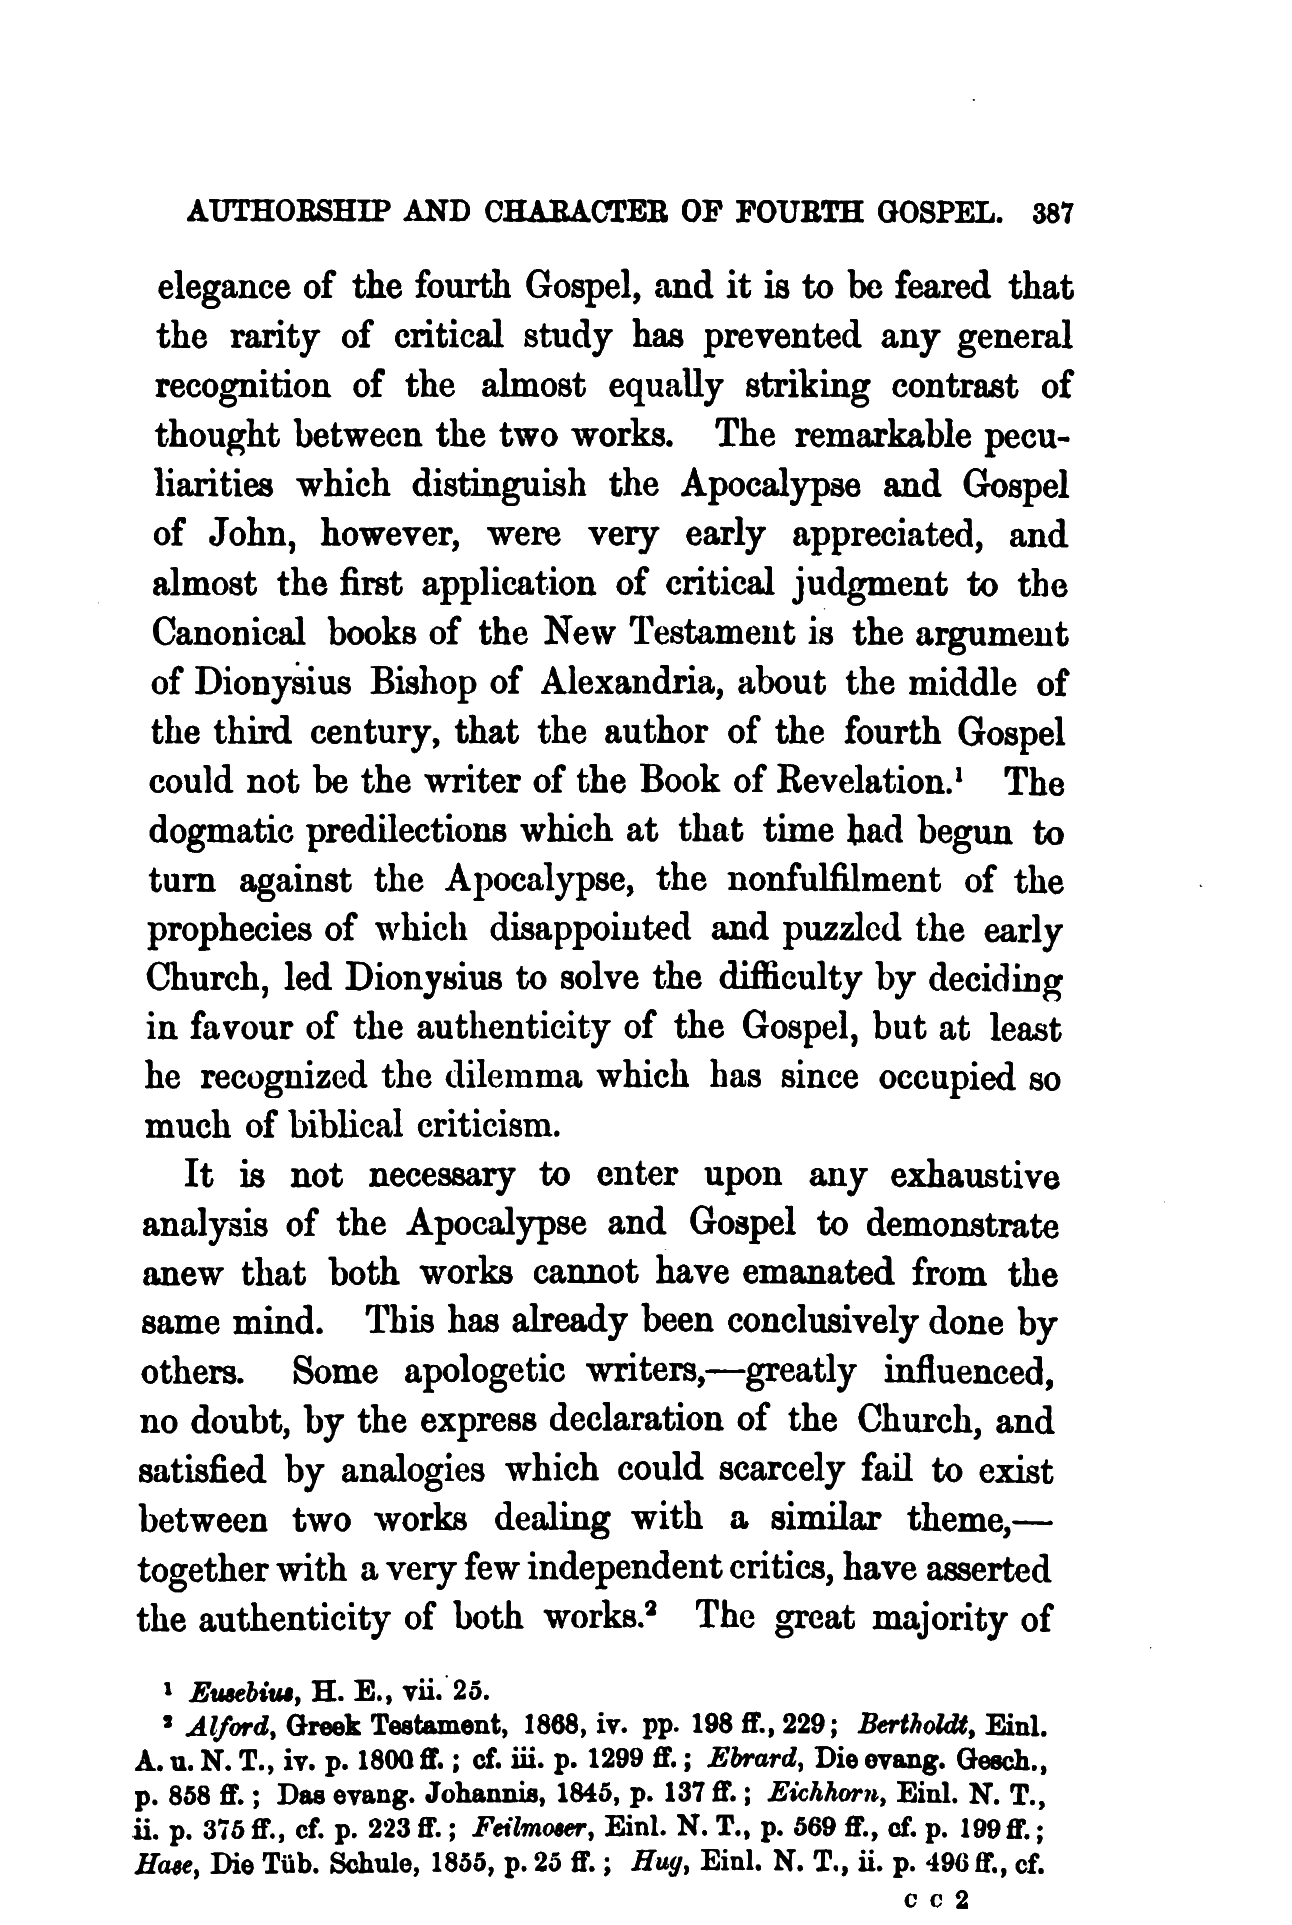 AUTHORSHIP AND CHARACTER OF FOURTH GOSPEL. 387
elegance of the fourth Gospel, and it is to be feared that
the rarity of critical study has prevented any general
recognition of the almost equally striking contrast of
thought between the two works. The remarkable pecu-
liarities which distinguish the Apocalypse and Gospel
of John, however, were very early appreciated, and
almost the first application of critical judgment to the
Canonical books of the New Testament is the argument
of Dionysius Bishop of Alexandria, about the middle of
the third century, that the author of the fourth Gospel
could not be the writer of the Book of Revelation.¹ The
dogmatic predilections which at that time had begun to
turn against the Apocalypse, the nonfulfilment of the
prophecies of which disappointed and puzzled the early
Church, led Dionysius to solve the difficulty by deciding
in favour of the authenticity of the Gospel, but at least
he recognized the dilemma which has since occupied so
much of biblical criticism.
It is not necessary to enter upon any exhaustive
analysis of the Apocalypse and Gospel to demonstrate
anew that both works cannot have emanated from the
same mind. This has already been conclusively done by
others. Some apologetic writers,—greatly influenced,
no doubt, by the express declaration of the Church, and
satisfied by analogies which could scarcely fail to exist
between two works dealing with a similar theme,—
together with a very few independent critics, have asserted
the authenticity of both works.² The great majority of
¹ Eusebius, H. E., vii. 25.
² Alford, Greek Testament, 1868, iv. pp. 198 ff., 229; Bertholdt, Einl.
A. u. N. T., iv. p. 1800 ff.; cf. iii. p. 1299 ff.; Ebrard, Die evang. Gesch.,
p. 858 ff.; Das evang. Johannis, 1845, p. 137 ff.; Eichhorn, Einl. N. T.,
ii. p. 375 ff., cf. p. 223 ff.; Feilmoser, Einl. N. T., p. 569 ff., cf. p. 199 ff.;
Hase, Die Tüb. Schule, 1855, p. 25 ff.; Hug, Einl. N. T., ii. p. 496 ff., cf.
C C 2